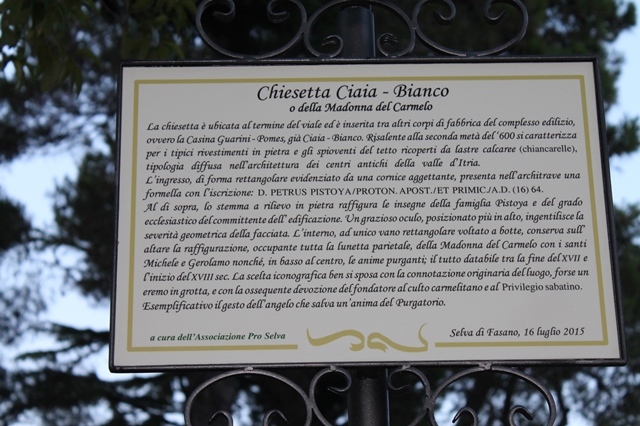 Chiesetta Ciaia - Bianco
o della Madonna del Carmelo
La chiesetta è ubicata al termine del viale ed è inserita tra altri corpi di fabbrica del complesso edilizio,
ovvero la Casina Guarini - Pomes, già Ciaia - Bianco. Risalente alla seconda metà del '600 si caratterizza
per i tipici rivestimenti in pietra e gli spioventi del tetto ricoperti da lastre calcaree (chiancarelle),
tipologia diffusa nell'architettura dei centri antichi della valle d'Itria.
L'ingresso, di forma rettangolare evidenziato da una cornice aggettante, presenta nell'architrave una
formella con l'iscrizione: D. PETRUS PISTOYA/PROTON. APOST./ET PRIMIC./A.D. (16) 64.
Al di sopra, lo stemma a rilievo in pietra raffigura le insegne della famiglia Pistoya e del grado
ecclesiastico del committente dell'edificazione. Un grazioso oculo, posizionato più in alto, ingentilisce la
severità geometrica della facciata. L'interno, ad unico vano rettangolare voltato a botte, conserva sull'
altare la raffigurazione, occupante tutta la lunetta parietale, della Madonna del Carmelo con i santi
Michele e Gerolamo nonché, in basso al centro, le anime purganti; il tutto databile tra la fine del XVII e
l'inizio del XVIII sec. La scelta iconografica ben si sposa con la connotazione originaria del luogo, forse un
eremo in grotta, e con la ossequente devozione del fondatore al culto carmelitano e al Privilegio sabatino.
Esemplificativo il gesto dell'angelo che salva un'anima del Purgatorio.
a cura dell'Associazione Pro Selva
Selva di Fasano, 16 luglio 2015